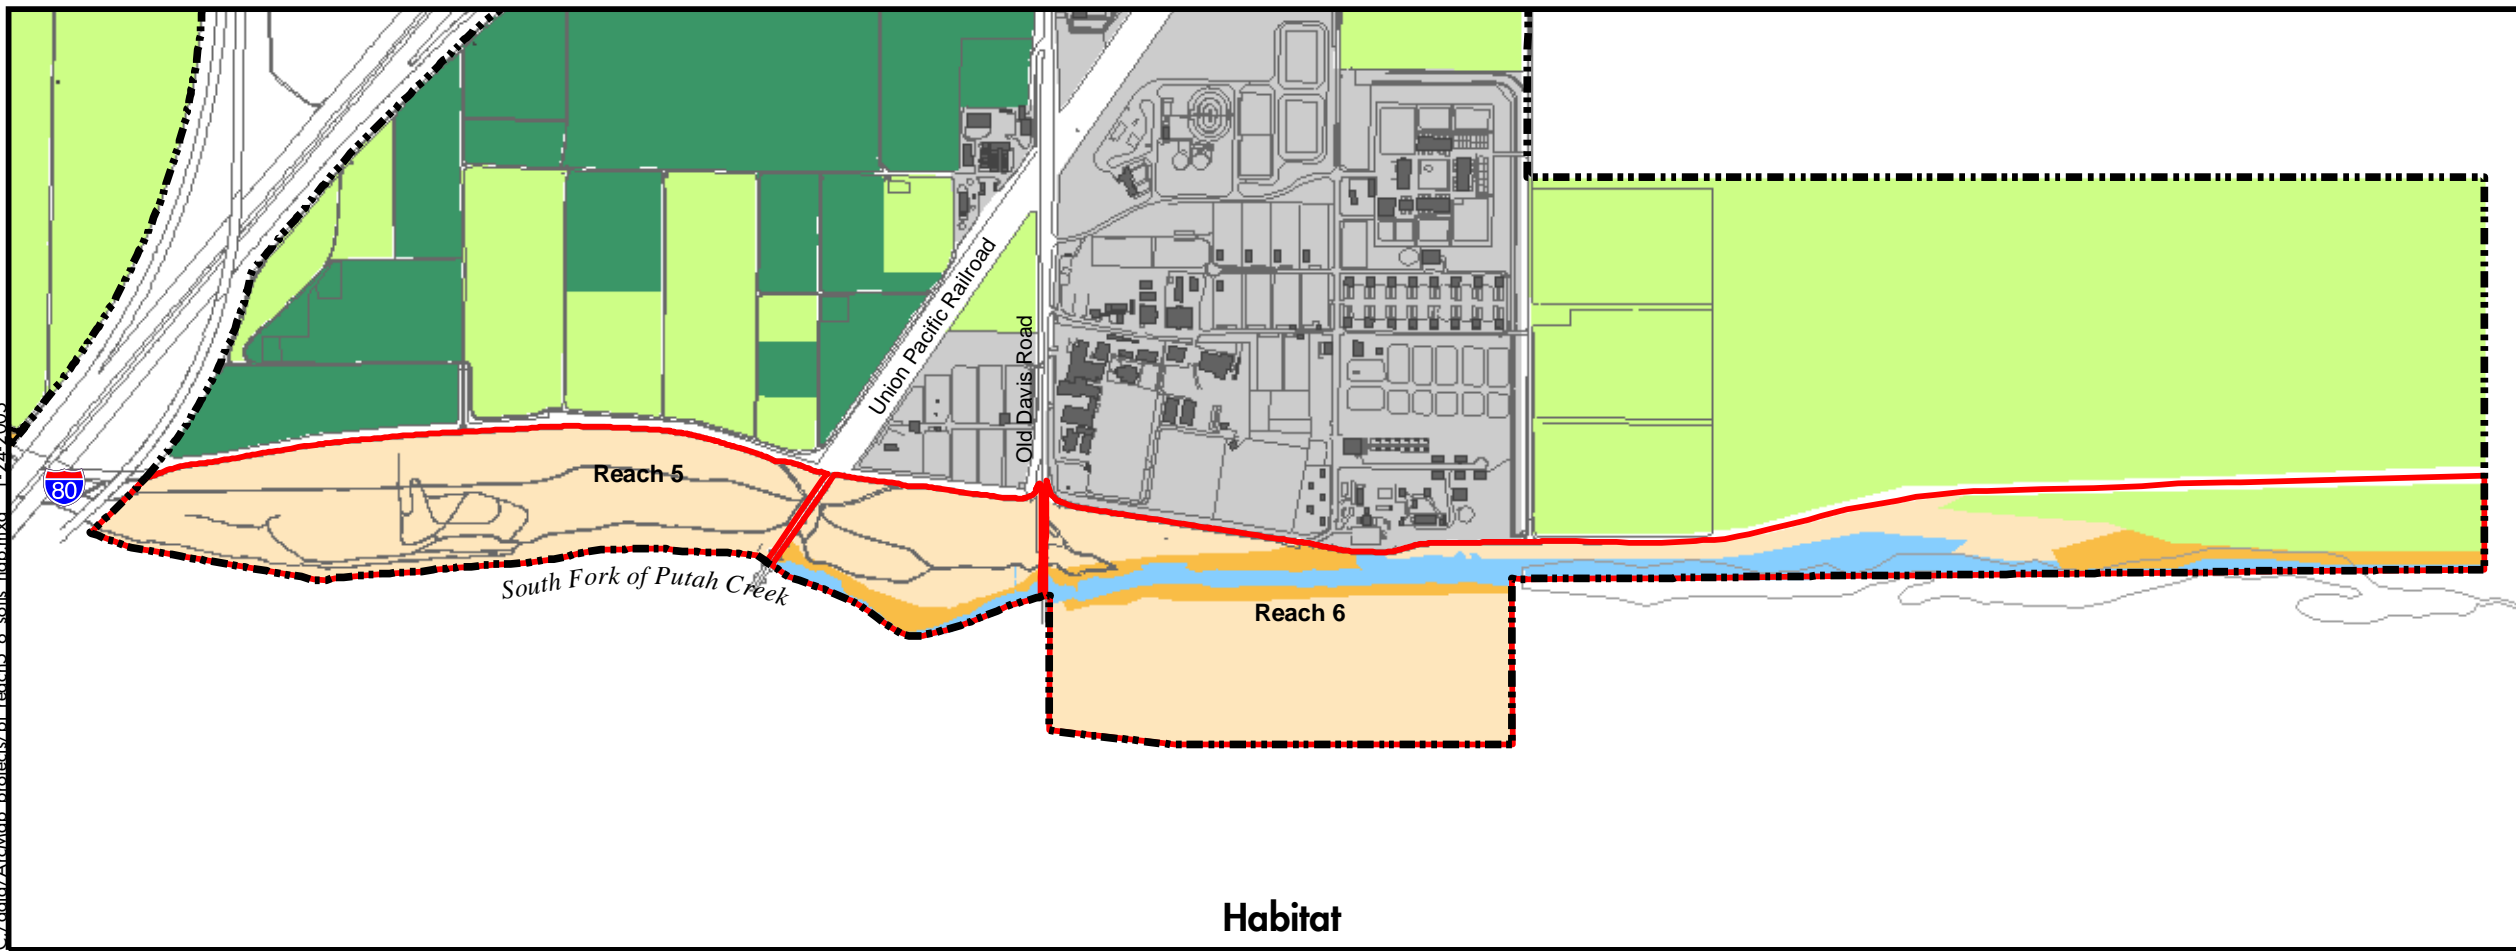 Union Pacific Railroad
Old Davis Road
Reach 5
80
South Fork of Putah Creek
Reach 6
Habitat